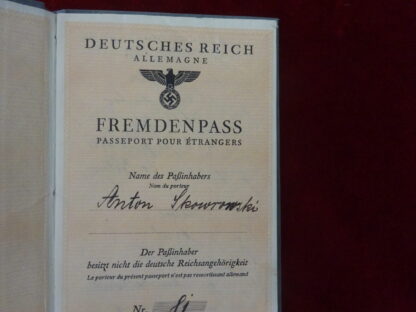 DEUTSCHES REICH
ALLEMAGNE
FREMDENPASS
PASSEPORT POUR ÉTRANGERS
Name des Paßinhabers
Nom du porteur
Anton Skowronski
Der Paßinhaber
besitzt nicht die deutsche Reichsangehörigkeit
Le porteur du présent passeport n'est pas ressortissant allemand
Nr.